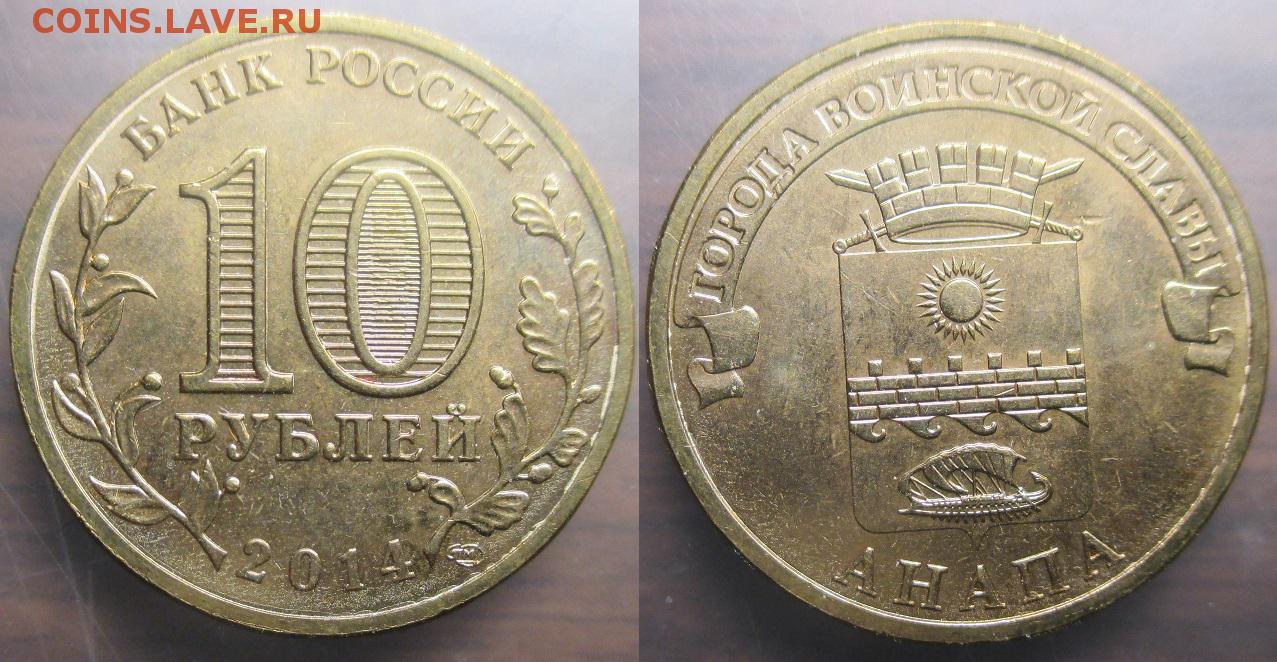 COINS.LAVE.RU
БАНК РОССИИ
10
РУБЛЕЙ
2014
ГОРОДА ВОИНСКОЙ СЛАВЫ
АНАПА